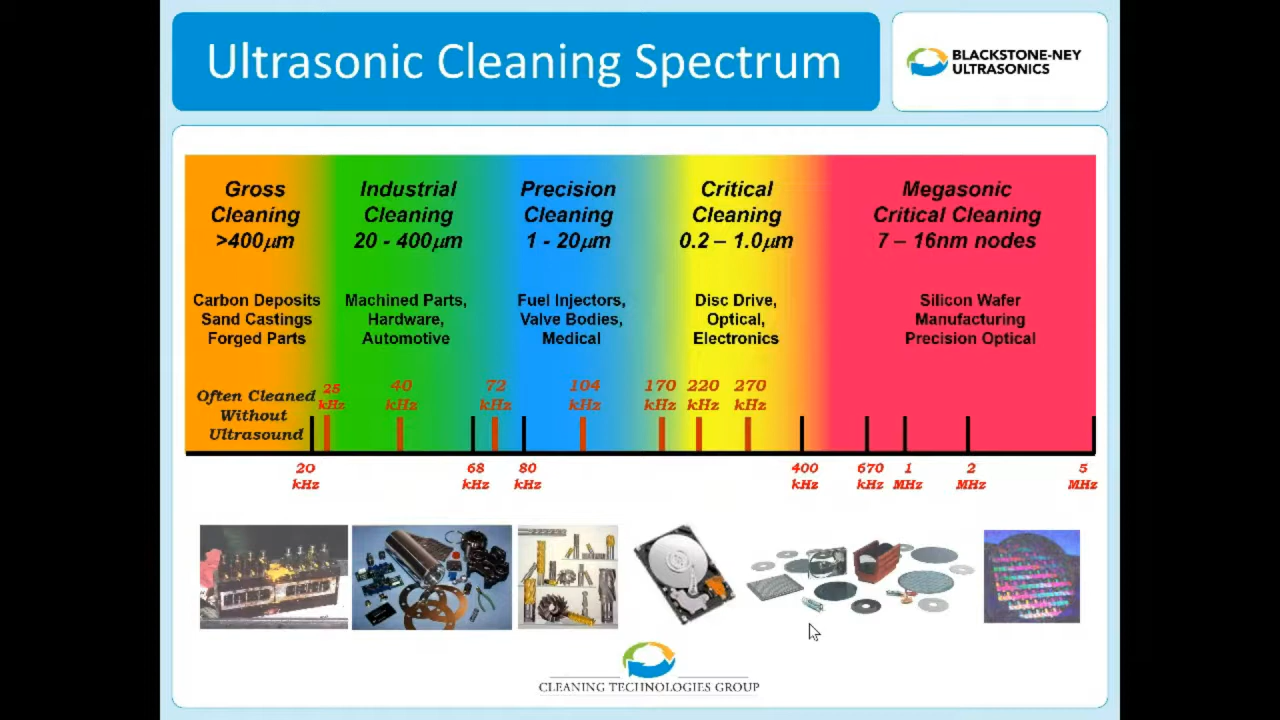 Ultrasonic Cleaning Spectrum
BLACKSTONE-NEY
ULTRASONICS
Gross
Cleaning
>400µm
Industrial
Cleaning
20 - 400µm
Precision
Cleaning
1 - 20µm
Critical
Cleaning
0.2 – 1.0µm
Megasonic
Critical Cleaning
7 – 16nm nodes
Carbon Deposits
Sand Castings
Forged Parts
Machined Parts,
Hardware,
Automotive
Fuel Injectors,
Valve Bodies,
Medical
Disc Drive,
Optical,
Electronics
Silicon Wafer
Manufacturing
Precision Optical
Often Cleaned
Without
Ultrasound
25
kHz
40
kHz
72
kHz
104
kHz
170
kHz
220
kHz
270
kHz
20
kHz
68
kHz
80
kHz
400
kHz
670
kHz
1
MHz
2
MHz
5
MHz
CLEANING TECHNOLOGIES GROUP